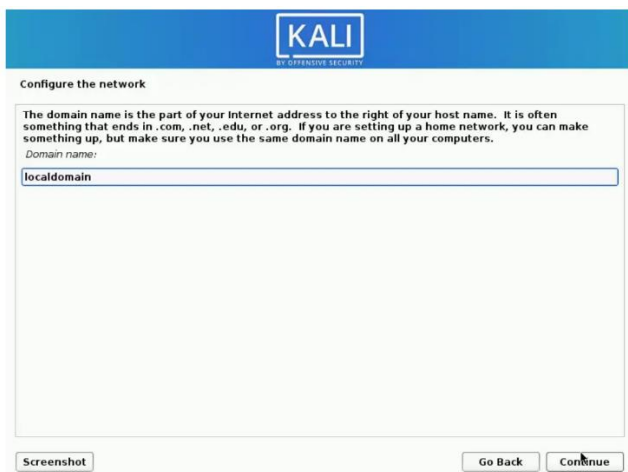 KALI
BY OFFENSIVE SECURITY
Configure the network
The domain name is the part of your Internet address to the right of your host name. It is often
something that ends in .com, .net, .edu, or .org. If you are setting up a home network, you can make
something up, but make sure you use the same domain name on all your computers.
Domain name:
localdomain
Screenshot
Go Back
Continue